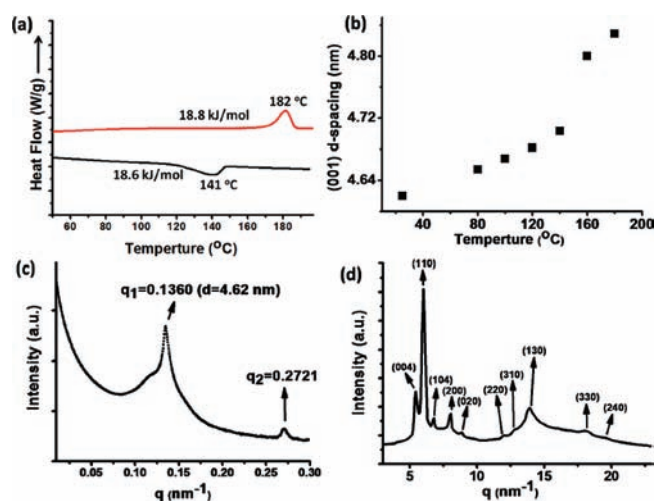 (a)
Heat Flow (W/g)
182 ºC
18.8 kJ/mol
18.6 kJ/mol
141 ºC
60 80 100 120 140 160 180
Temperture (ºC)
(b)
(001) d-spacing (nm)
4.80
4.72
4.64
40 80 120 160 200
Temperture (ºC)
(c)
Intensity (a.u.)
q1=0.1360 (d=4.62 nm)
q2=0.2721
0.05 0.10 0.15 0.20 0.25 0.30
q (nm-1)
(d)
Intensity (a.u.)
(110)
(004)
(104)
(200)
(020)
(220)
(310)
(130)
(330)
(240)
5 10 15 20
q (nm-1)